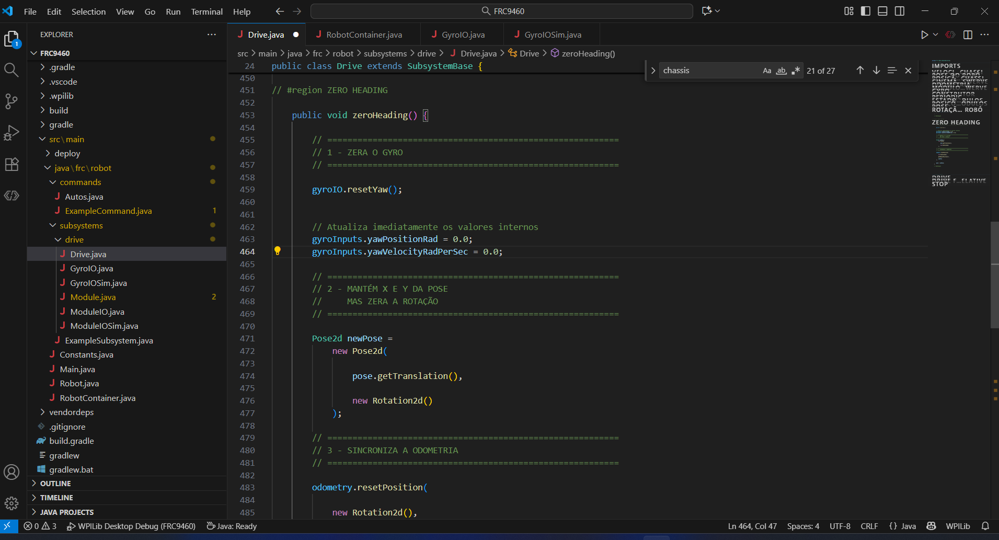 File Edit Selection View Go Run Terminal Help
FRC9460
EXPLORER
1
FRC9460
.gradle
.vscode
.wpilib
build
gradle
src\main
deploy
java\frc\robot
commands
Autos.java
ExampleCommand.java 1
subsystems
drive
Drive.java
GyroIO.java
GyroIOSim.java
Module.java 2
ModuleIO.java
ModuleIOSim.java
ExampleSubsystem.java
Constants.java
Main.java
Robot.java
RobotContainer.java
vendordeps
.gitignore
build.gradle
gradlew
gradlew.bat
OUTLINE
TIMELINE
JAVA PROJECTS
Drive.java RobotContainer.java GyroIO.java GyroIOSim.java
src > main > java > frc > robot > subsystems > drive > Drive.java > Drive > zeroHeading()
chassis Aa ab 21 of 27
24 public class Drive extends SubsystemBase {
450
451 // #region ZERO HEADING
452
453 public void zeroHeading() {
454
455 // ==========================================================
456 // 1 - ZERA O GYRO
457 // ==========================================================
458
459 gyroIO.resetYaw();
460
461
462 // Atualiza imediatamente os valores internos
463 gyroInputs.yawPositionRad = 0.0;
464 gyroInputs.yawVelocityRadPerSec = 0.0;
465
466 // ==========================================================
467 // 2 - MANTÉM X E Y DA POSE
468 // MAS ZERA A ROTAÇÃO
469 // ==========================================================
470
471 Pose2d newPose =
472 new Pose2d(
473
474 pose.getTranslation(),
475
476 new Rotation2d()
477 );
478
479 // ==========================================================
480 // 3 - SINCRONIZA A ODOMETRIA
481 // ==========================================================
482
483 odometry.resetPosition(
484
485 new Rotation2d(),
IMPORTS
ROTAÇÃ... ROBÔ
ZERO HEADING
STOP
0 3 WPILib Desktop Debug (FRC9460) Java: Ready
Ln 464, Col 47 Spaces: 4 UTF-8 CRLF {} Java WPILib